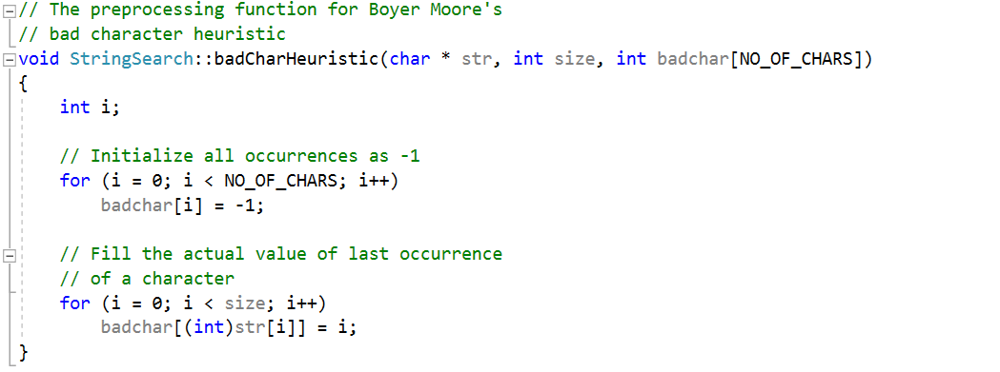 // The preprocessing function for Boyer Moore's
// bad character heuristic
void StringSearch::badCharHeuristic(char * str, int size, int badchar[NO_OF_CHARS])
{
    int i;

    // Initialize all occurrences as -1
    for (i = 0; i < NO_OF_CHARS; i++)
        badchar[i] = -1;

    // Fill the actual value of last occurrence
    // of a character
    for (i = 0; i < size; i++)
        badchar[(int)str[i]] = i;
}